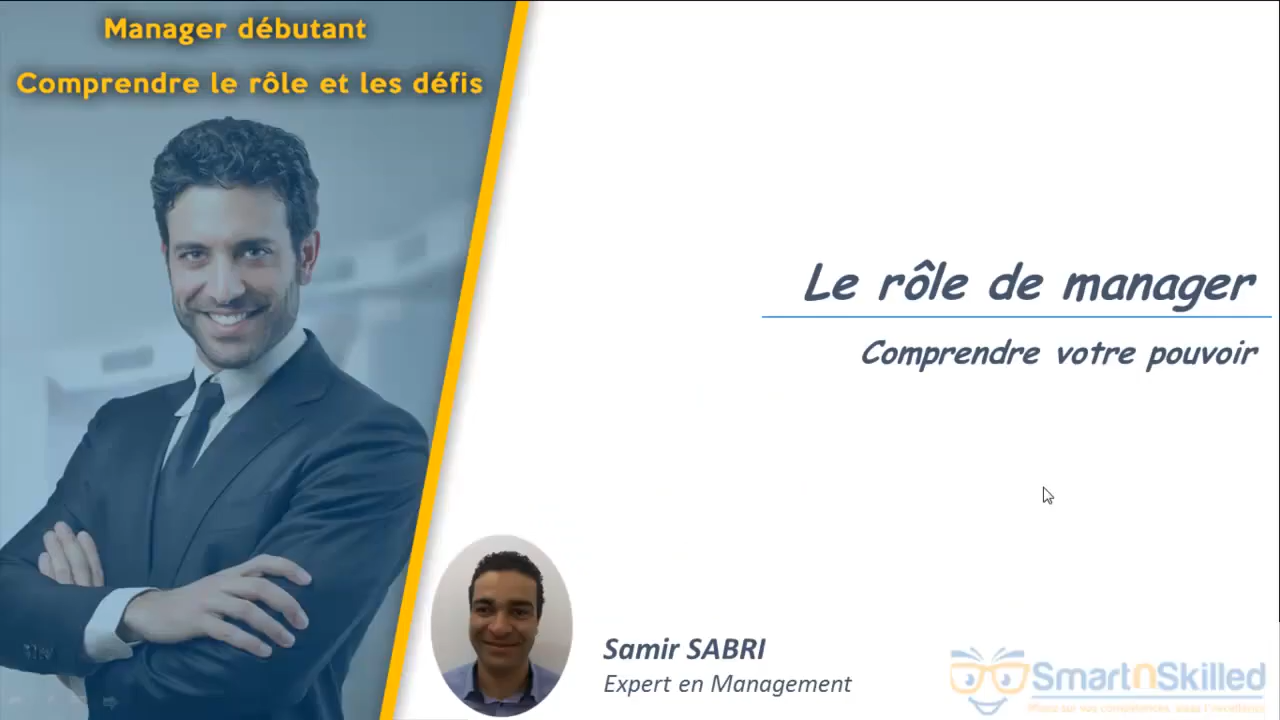 Manager débutant
Comprendre le rôle et les défis
Le rôle de manager
Comprendre votre pouvoir
Samir SABRI
Expert en Management
SmartnSkilled